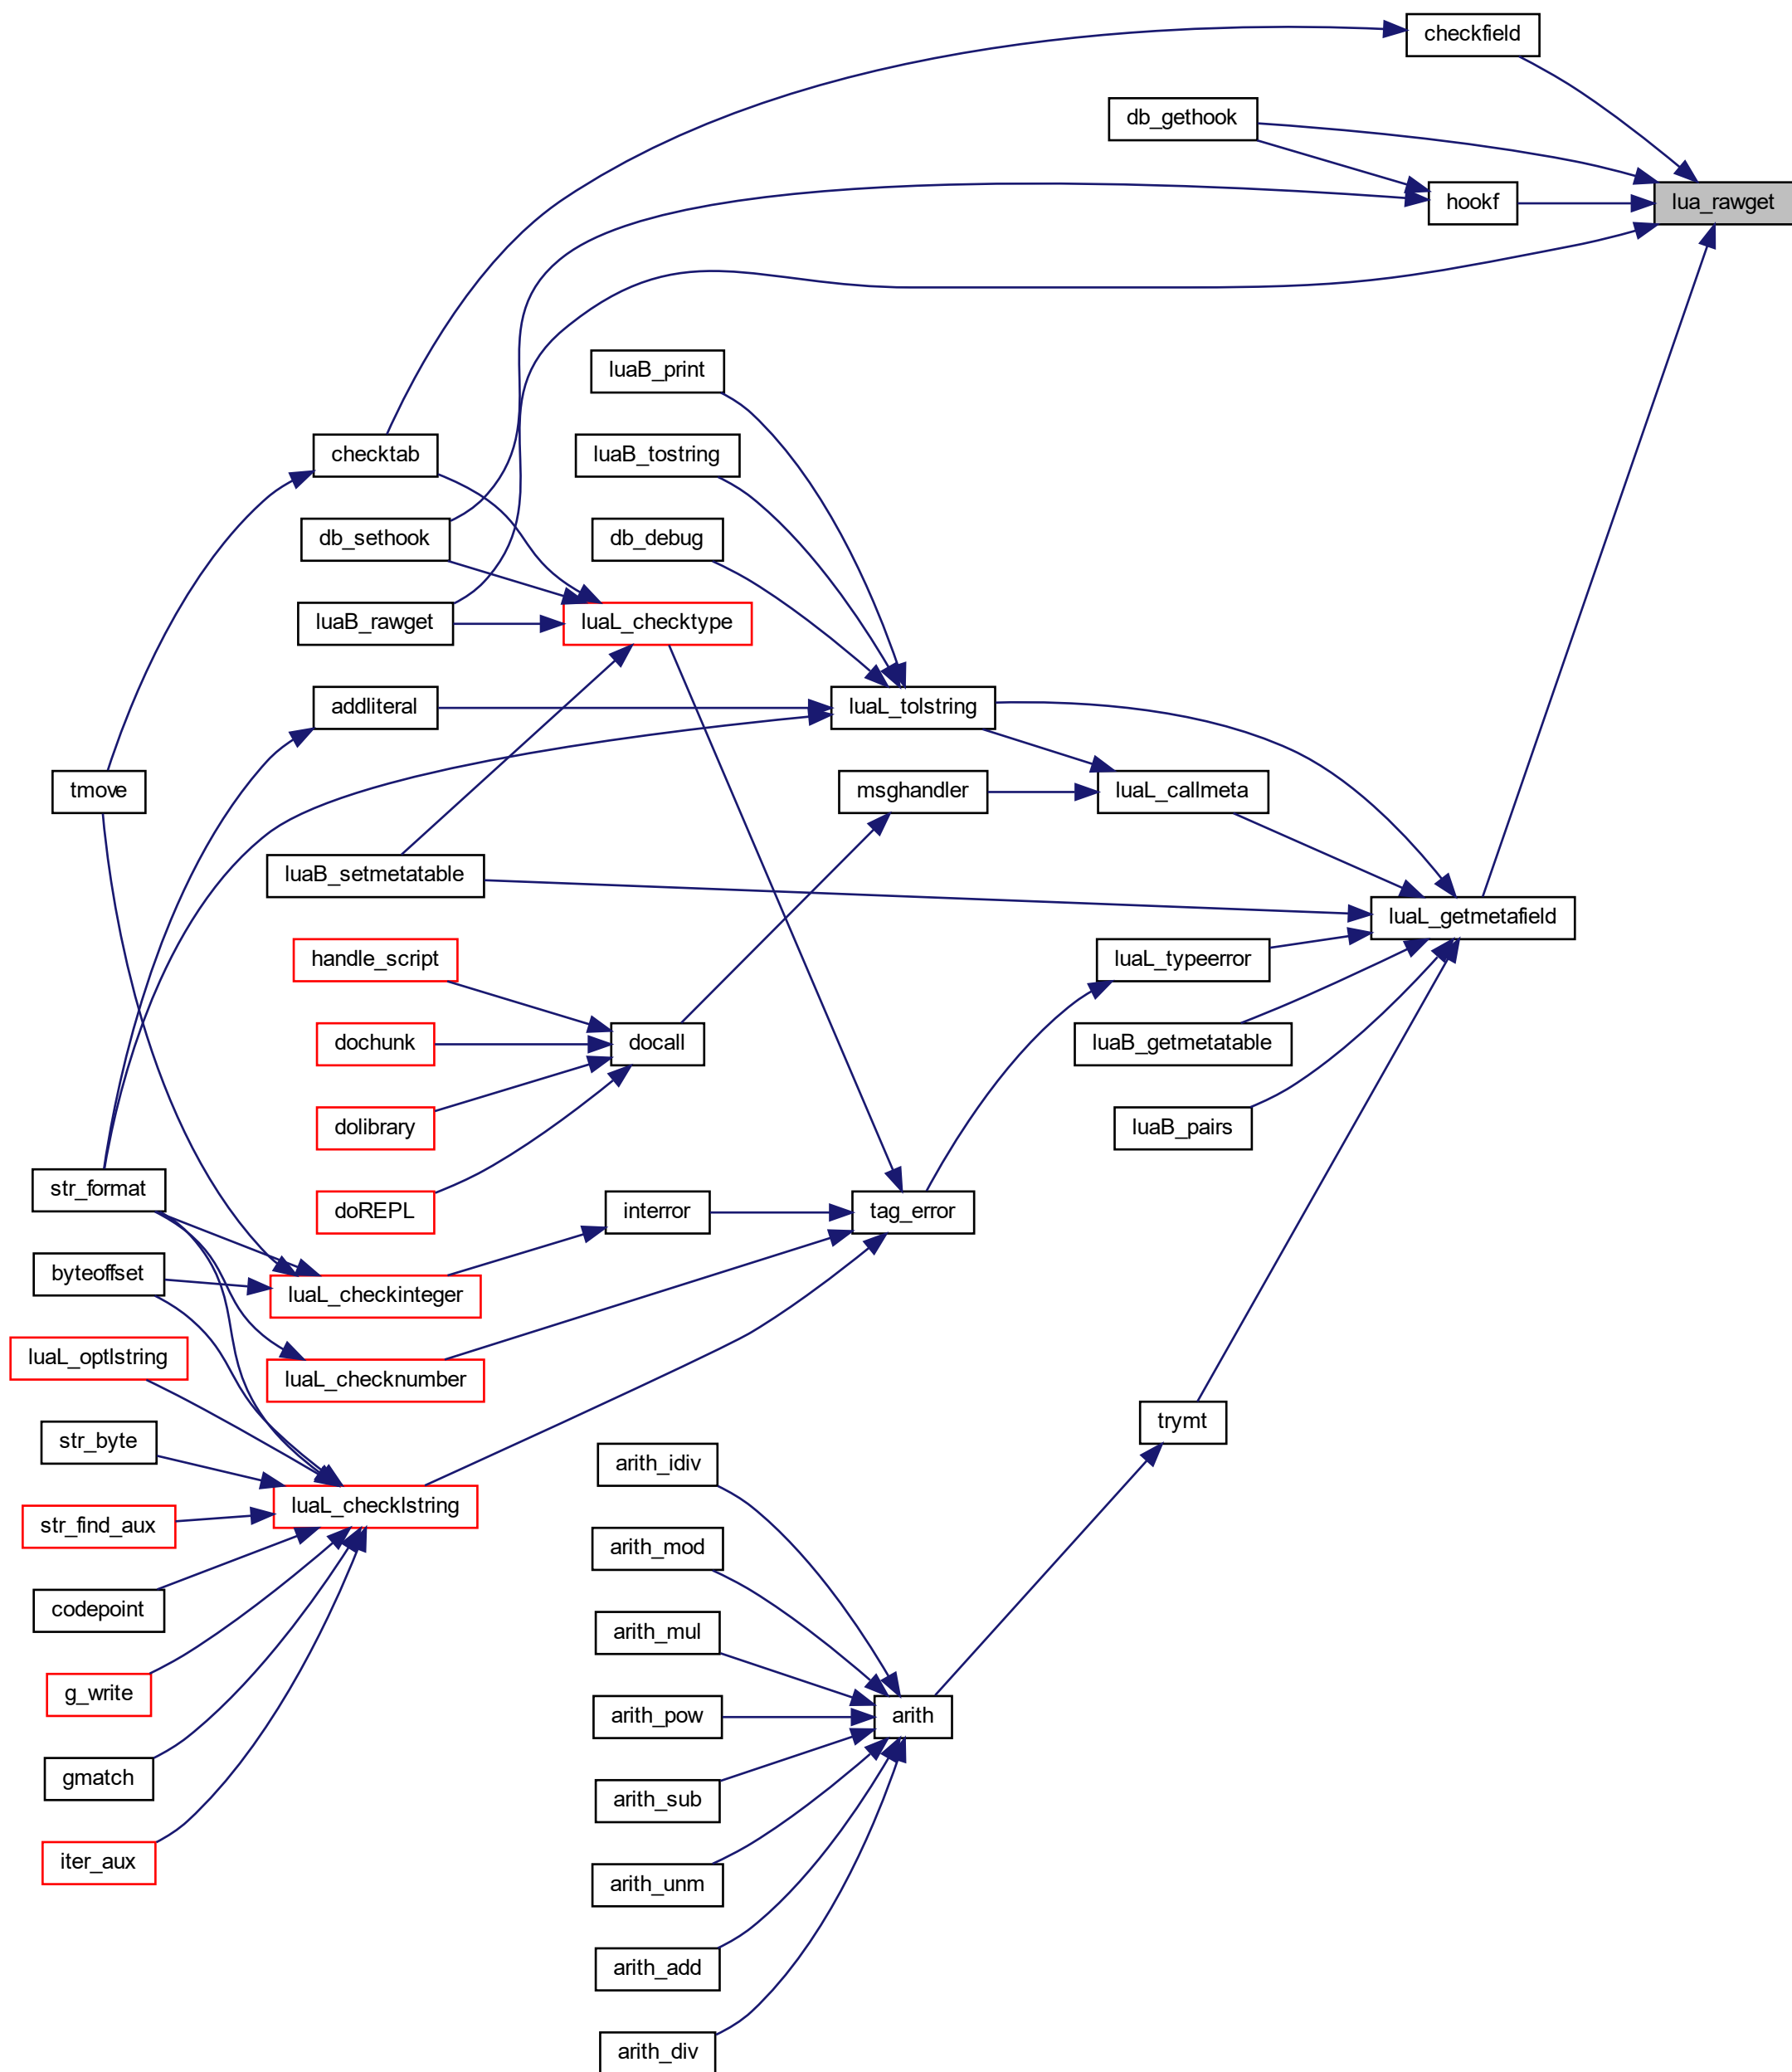 checkfield
db_gethook
hookf
lua_rawget
luaB_print
checktab
luaB_tostring
db_sethook
db_debug
luaB_rawget
luaL_checktype
addliteral
luaL_tolstring
tmove
msghandler
luaL_callmeta
luaB_setmetatable
luaL_getmetafield
handle_script
luaL_typeerror
dochunk
docall
luaB_getmetatable
dolibrary
luaB_pairs
str_format
doREPL
interror
tag_error
byteoffset
luaL_checkinteger
luaL_optlstring
luaL_checknumber
str_byte
trymt
arith_idiv
luaL_checklstring
str_find_aux
arith_mod
codepoint
arith_mul
g_write
arith_pow
arith
gmatch
arith_sub
iter_aux
arith_unm
arith_add
arith_div